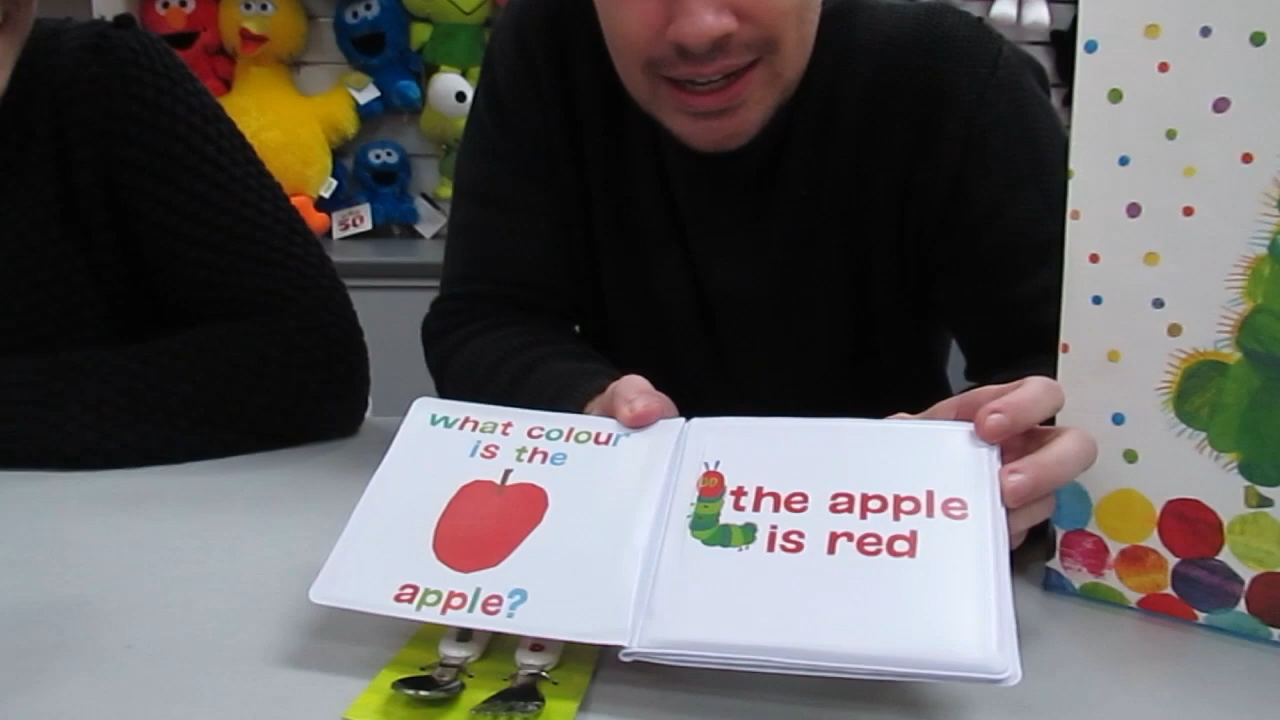 what colour
is the
apple?
the apple
is red
50